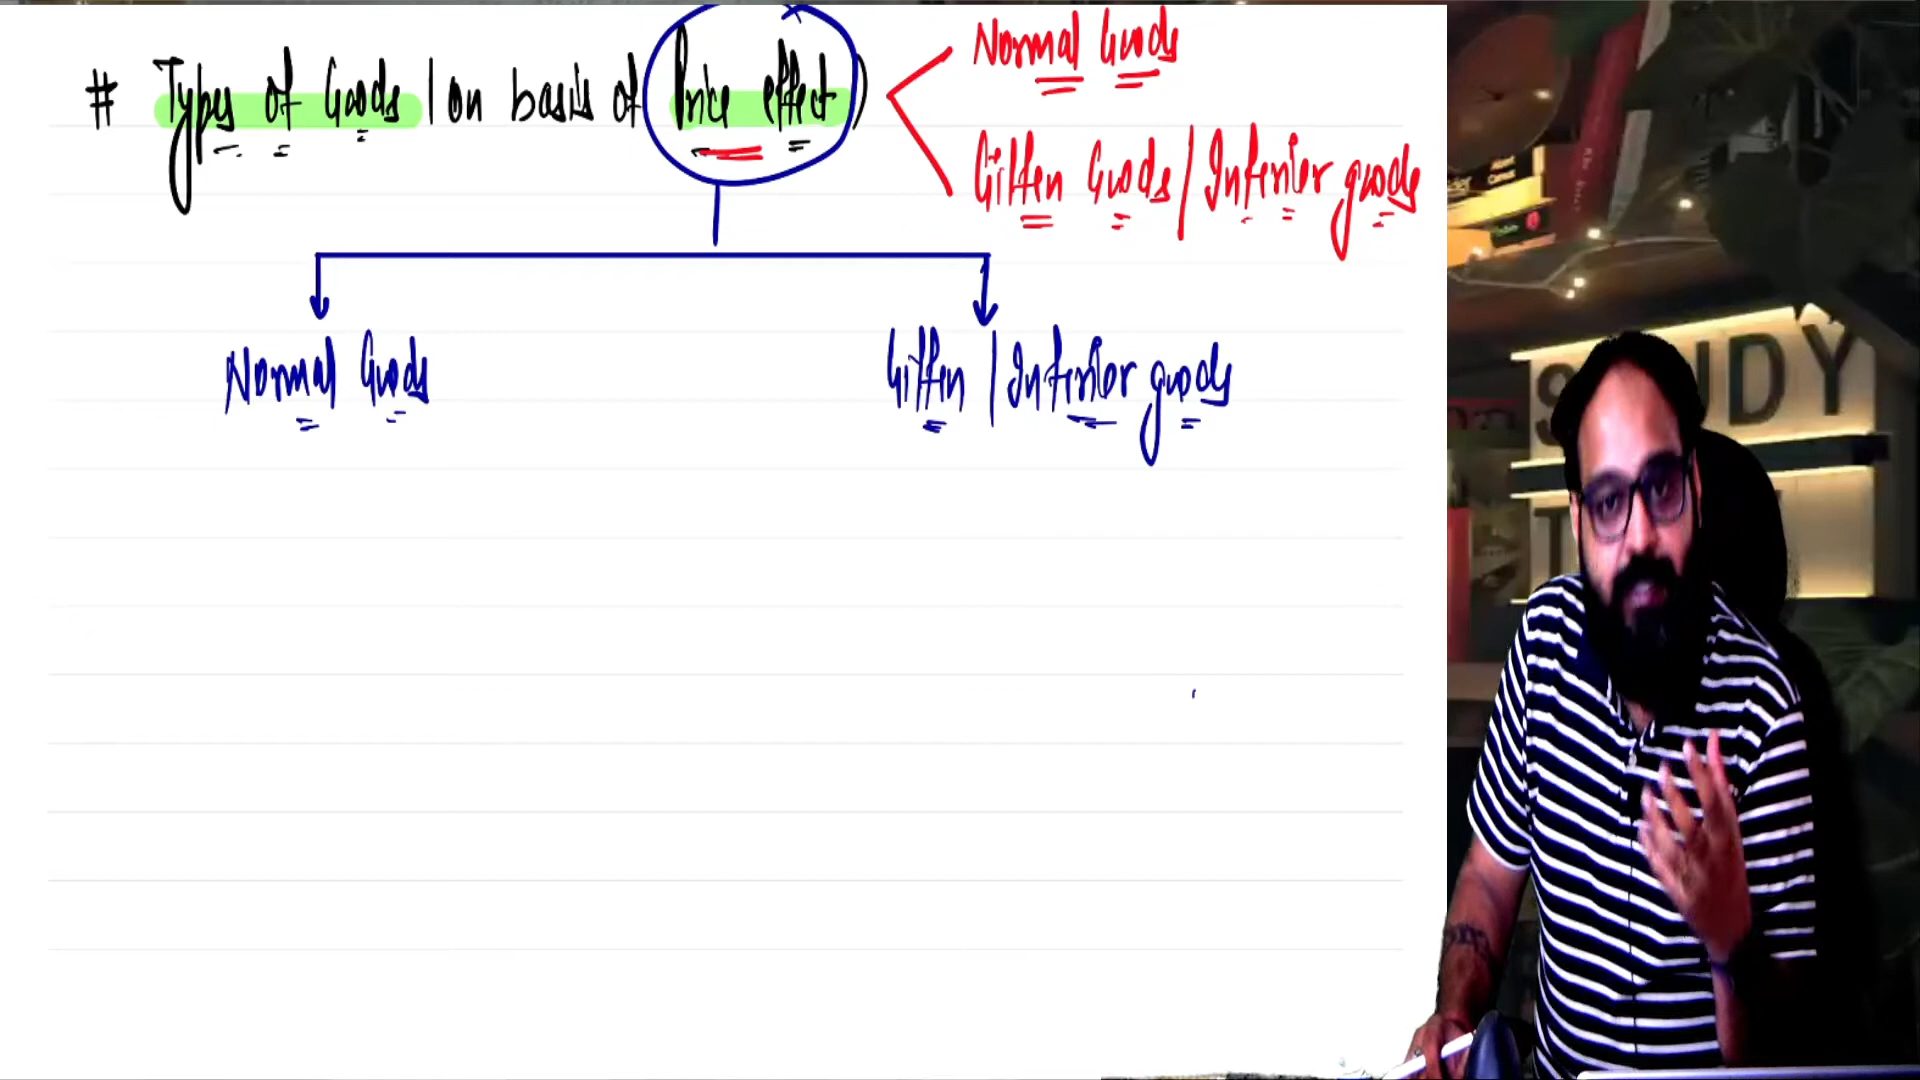 # Types of Goods (on basis of Price effect)
Normal Goods
Giffen Goods / Inferior goods
Normal Goods
Giffen / Inferior goods
STUDY